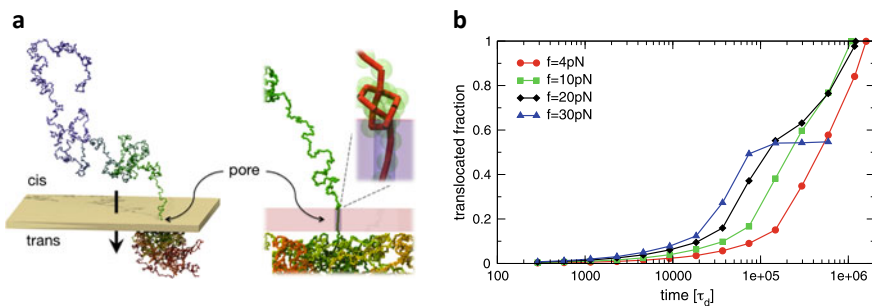 a
cis
pore
trans
b
1
0.8
0.6
0.4
0.2
0
translocated fraction
f=4pN
f=10pN
f=20pN
f=30pN
100 1000 10000 1e+05 1e+06
time [τd]